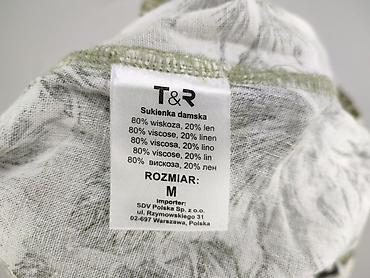 T&R
Sukienka damska
80% wiskoza, 20% len
80% viscose, 20% linen
80% viscosa, 20% lino
80% viscose, 20% lin
80% вискоза, 20% лен
ROZMIAR:
M
importer:
SDV Polska Sp. z o.o.
ul. Rzymowskiego 31
02-697 Warszawa, Polska